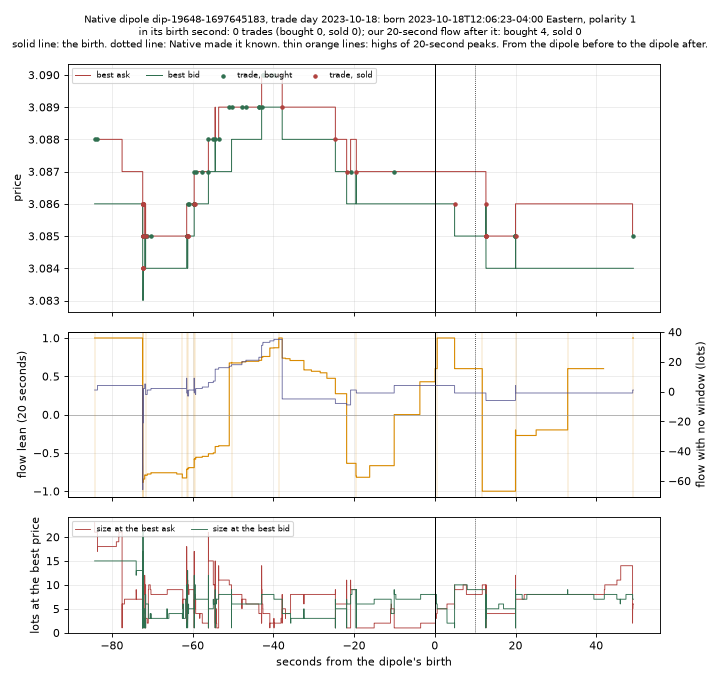 Native dipole dip-19648-1697645183, trade day 2023-10-18: born 2023-10-18T12:06:23-04:00 Eastern, polarity 1
in its birth second: 0 trades (bought 0, sold 0); our 20-second flow after it: bought 4, sold 0
solid line: the birth. dotted line: Native made it known. thin orange lines: highs of 20-second peaks. From the dipole before to the dipole after.
best ask best bid trade, bought trade, sold
3.090
3.089
3.088
3.087
3.086
3.085
3.084
3.083
price
1.0
0.5
0.0
−0.5
−1.0
flow lean (20 seconds)
40
20
0
−20
−40
−60
flow with no window (lots)
size at the best ask size at the best bid
20
15
10
5
0
lots at the best price
−80 −60 −40 −20 0 20 40
seconds from the dipole's birth